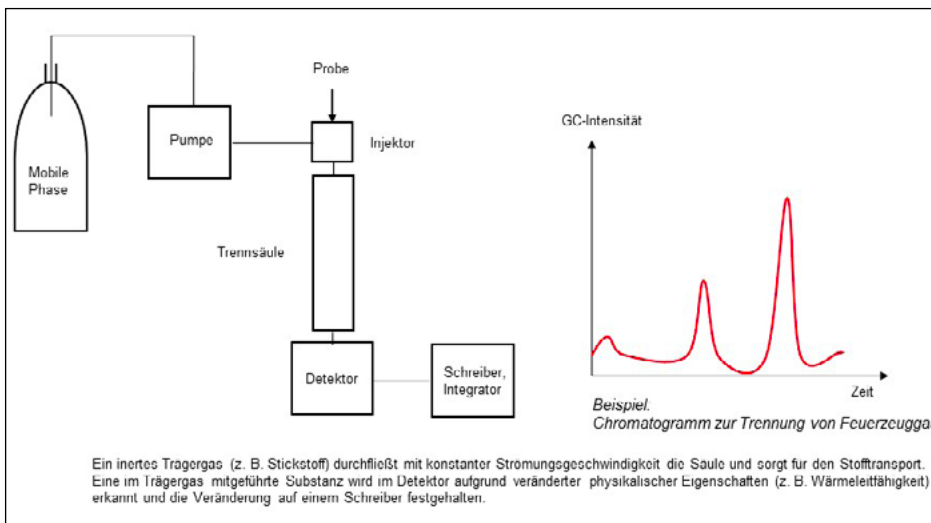 Probe
GC-Intensität
Pumpe
Injektor
Mobile
Phase
Trennsäule
Detektor
Schreiber,
Integrator
Zeit
Beispiel.
Chromatogramm zur Trennung von Feuerzeugga
Ein inertes Trägergas (z. B. Stickstoff) durchfließt mit konstanter Strömungsgeschwindigkeit die Säule und sorgt für den Stofftransport.
Eine im Trägergas mitgeführte Substanz wird im Detektor aufgrund veränderter physikalischer Eigenschaften (z. B. Wärmeleitfähigkeit)
erkannt und die Veränderung auf einem Schreiber festgehalten.